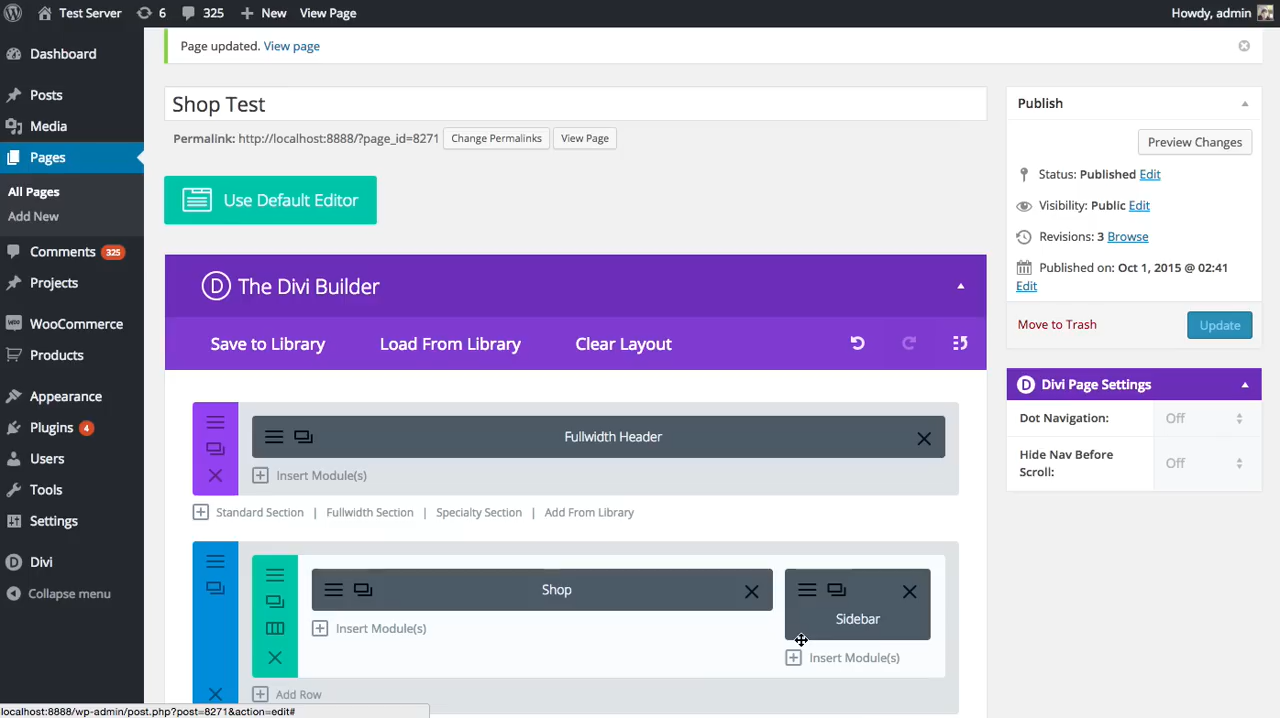 Test Server 6 325 New View Page Howdy, admin
Page updated. View page
Dashboard
Posts
Media
Pages
All Pages
Add New
Comments 325
Projects
WooCommerce
Products
Appearance
Plugins 4
Users
Tools
Settings
Divi
Collapse menu
Shop Test
Permalink: http://localhost:8888/?page_id=8271 Change Permalinks View Page
Use Default Editor
D The Divi Builder
Save to Library Load From Library Clear Layout
Fullwidth Header
Insert Module(s)
Standard Section | Fullwidth Section | Specialty Section | Add From Library
Shop
Insert Module(s)
Sidebar
Insert Module(s)
Add Row
Publish
Preview Changes
Status: Published Edit
Visibility: Public Edit
Revisions: 3 Browse
Published on: Oct 1, 2015 @ 02:41
Edit
Move to Trash Update
D Divi Page Settings
Dot Navigation: Off
Hide Nav Before
Scroll: Off
localhost:8888/wp-admin/post.php?post=8271&action=edit#